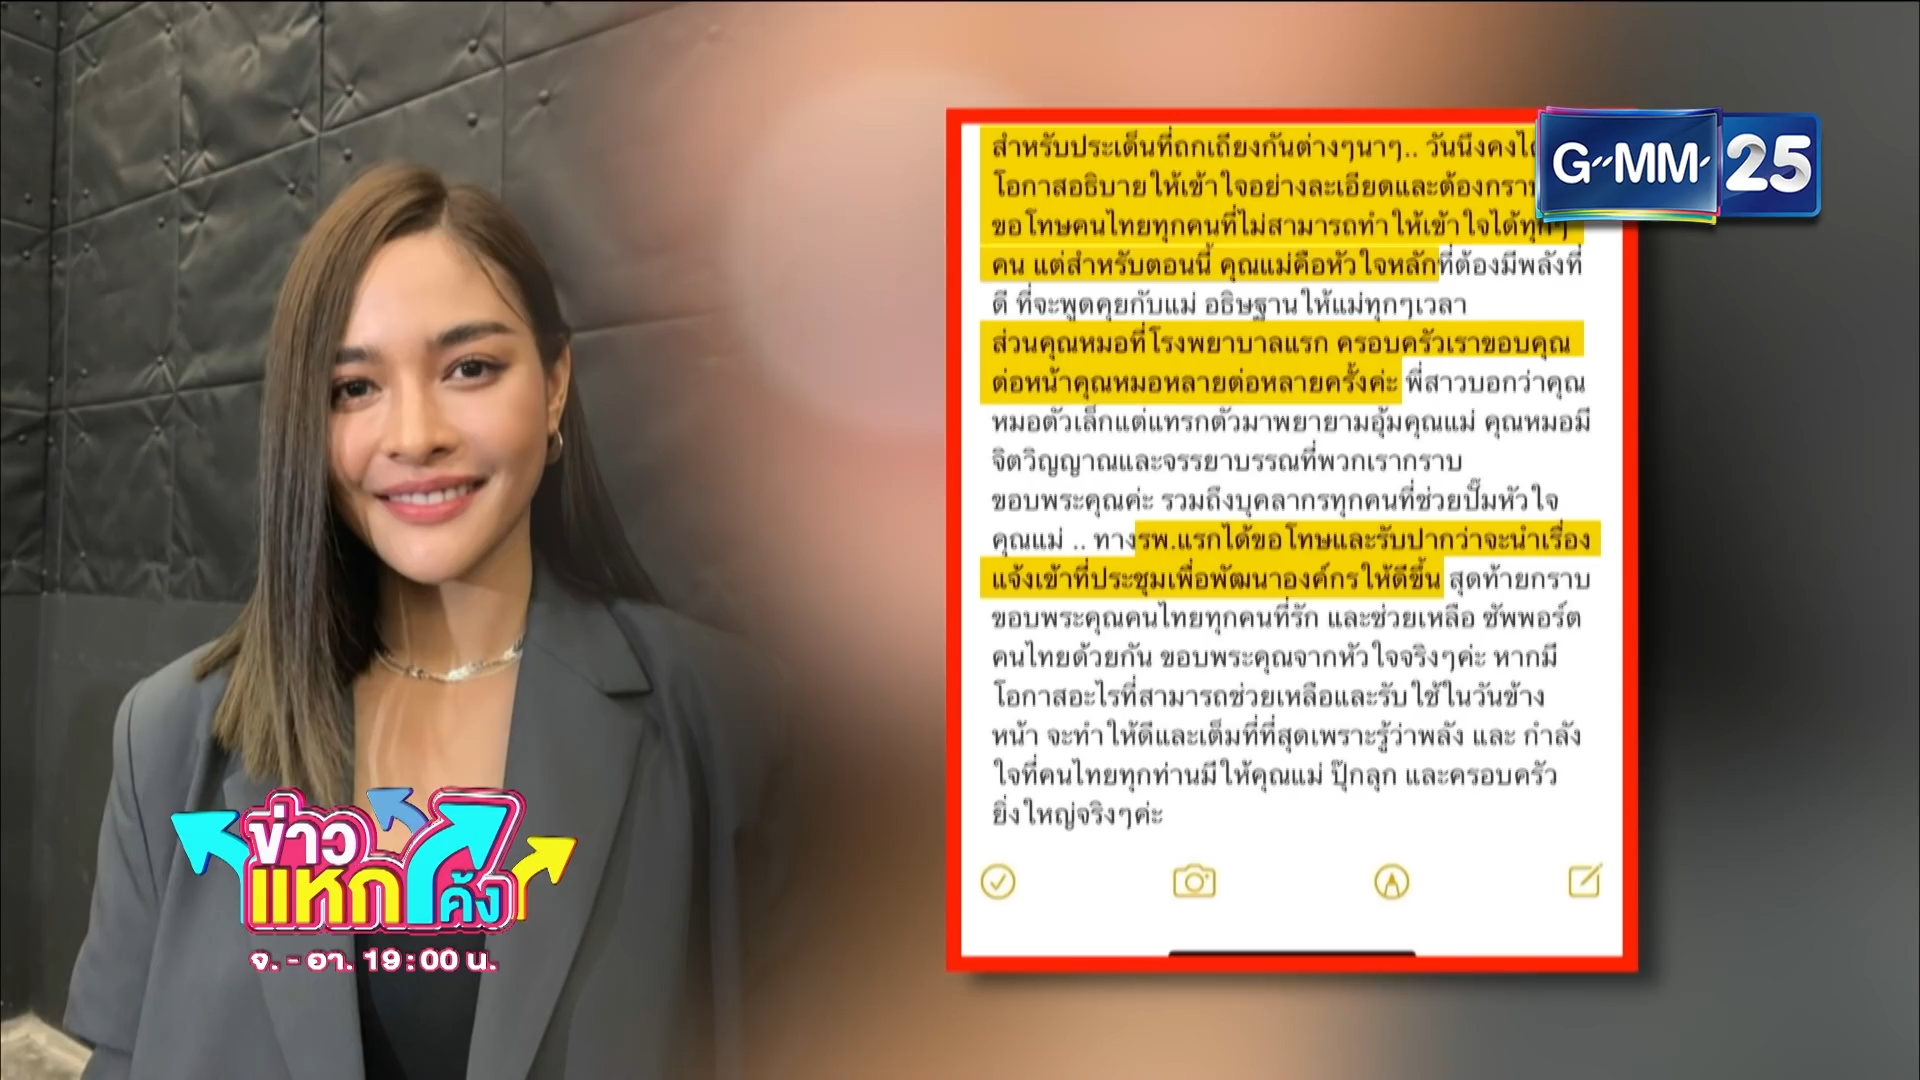 สำหรับประเด็นที่ถกเถียงกันต่างๆนาๆ.. วันนึงคง
โอกาสอธิบายให้เข้าใจอย่างละเอียดและต้อง
ขอโทษคนไทยทุกคนที่ไม่สามารถทำให้เข้าใจได้ทุกๆ
คน แต่สำหรับตอนนี้ คุณแม่คือหัวใจหลักที่ต้องมีพลังที่
ดี ที่จะพูดคุยกับแม่ อธิษฐานให้แม่ทุกๆเวลา
ส่วนคุณหมอที่โรงพยาบาลแรก ครอบครัวเราขอบคุณ
ต่อหน้าคุณหมอหลายต่อหลายครั้งค่ะ พี่สาวบอกว่าคุณ
หมอตัวเล็กแต่แทรกตัวมาพยายามอุ้มคุณแม่ คุณหมอมี
จิตวิญญาณและจรรยาบรรณที่พวกเรากราบ
ขอบพระคุณค่ะ รวมถึงบุคลากรทุกคนที่ช่วยปั๊มหัวใจ
คุณแม่ .. ทางรพ.แรกได้ขอโทษและรับปากว่าจะนำเรื่อง
แจ้งเข้าที่ประชุมเพื่อพัฒนาองค์กรให้ดีขึ้น สุดท้ายกราบ
ขอบพระคุณคนไทยทุกคนที่รัก และช่วยเหลือ ซัพพอร์ต
คนไทยด้วยกัน ขอบพระคุณจากหัวใจจริงๆค่ะ หากมี
โอกาสอะไรที่สามารถช่วยเหลือและรับใช้ในวันข้าง
หน้า จะทำให้ดีและเต็มที่ที่สุดเพราะรู้ว่าพลัง และ กำลัง
ใจที่คนไทยทุกท่านมีให้คุณแม่ ปุ๊กลุก และครอบครัว
ยิ่งใหญ่จริงๆค่ะ
GMM 25
ข่าว
แหกโค้ง
จ. - อา. 19:00 น.